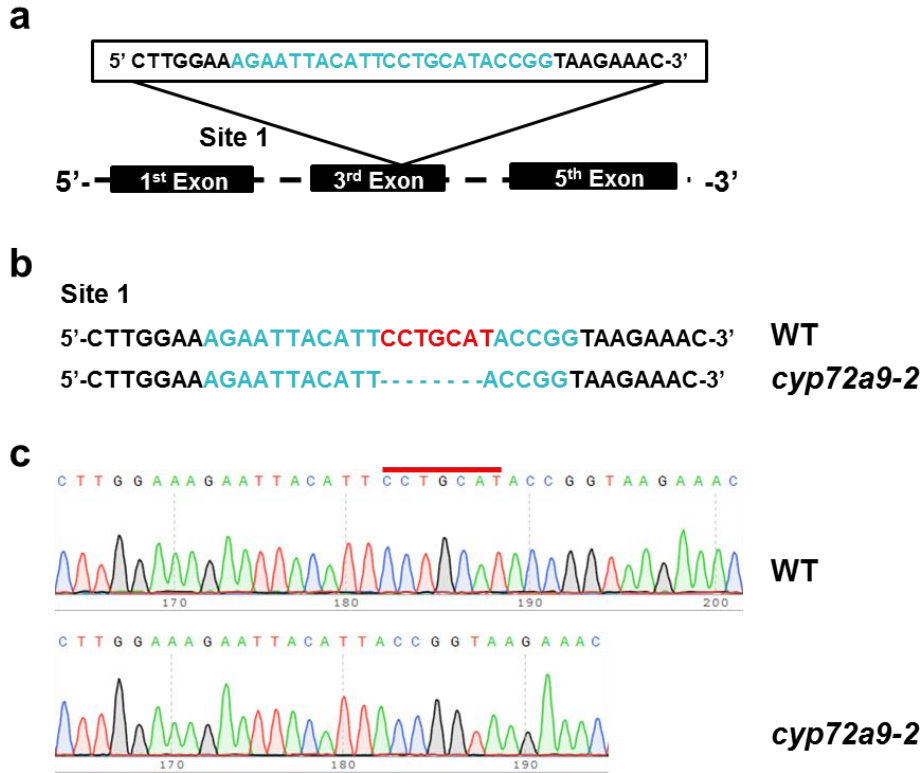 a
5' CTTGGAAAGAATTACATTCCTGCATACCGGTAAGAAAC-3'
Site 1
5'- 1st Exon 3rd Exon 5th Exon -3'
b
Site 1
5'-CTTGGAAAGAATTACATTCCTGCATACCGGTAAGAAAC-3' WT
5'-CTTGGAAAGAATTACATT--------ACCGGTAAGAAAC-3' cyp72a9-2
c
C T T G G A A A G A A T T A C A T T C C T G C A T A C C G G T A A G A A A C
WT
170 180 190 200
C T T G G A A A G A A T T A C A T T A C C G G T A A G A A A C
cyp72a9-2
170 180 190